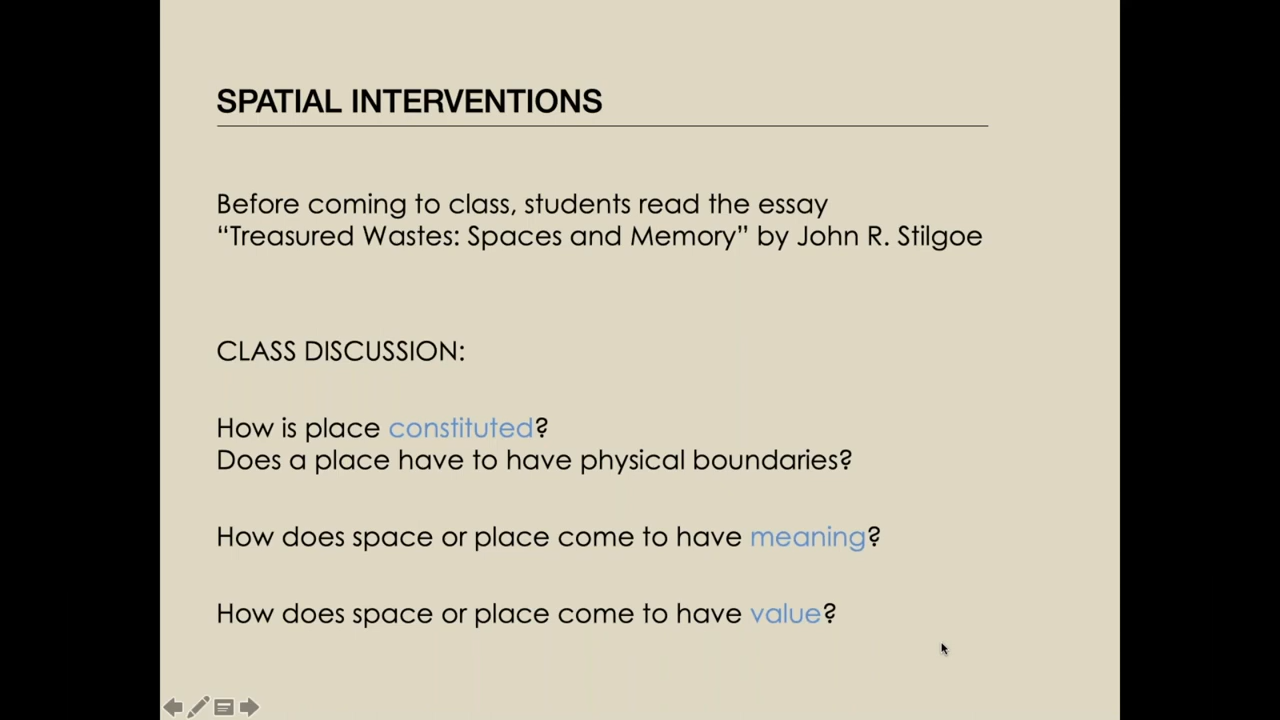 SPATIAL INTERVENTIONS
Before coming to class, students read the essay
“Treasured Wastes: Spaces and Memory” by John R. Stilgoe
CLASS DISCUSSION:
How is place constituted?
Does a place have to have physical boundaries?
How does space or place come to have meaning?
How does space or place come to have value?